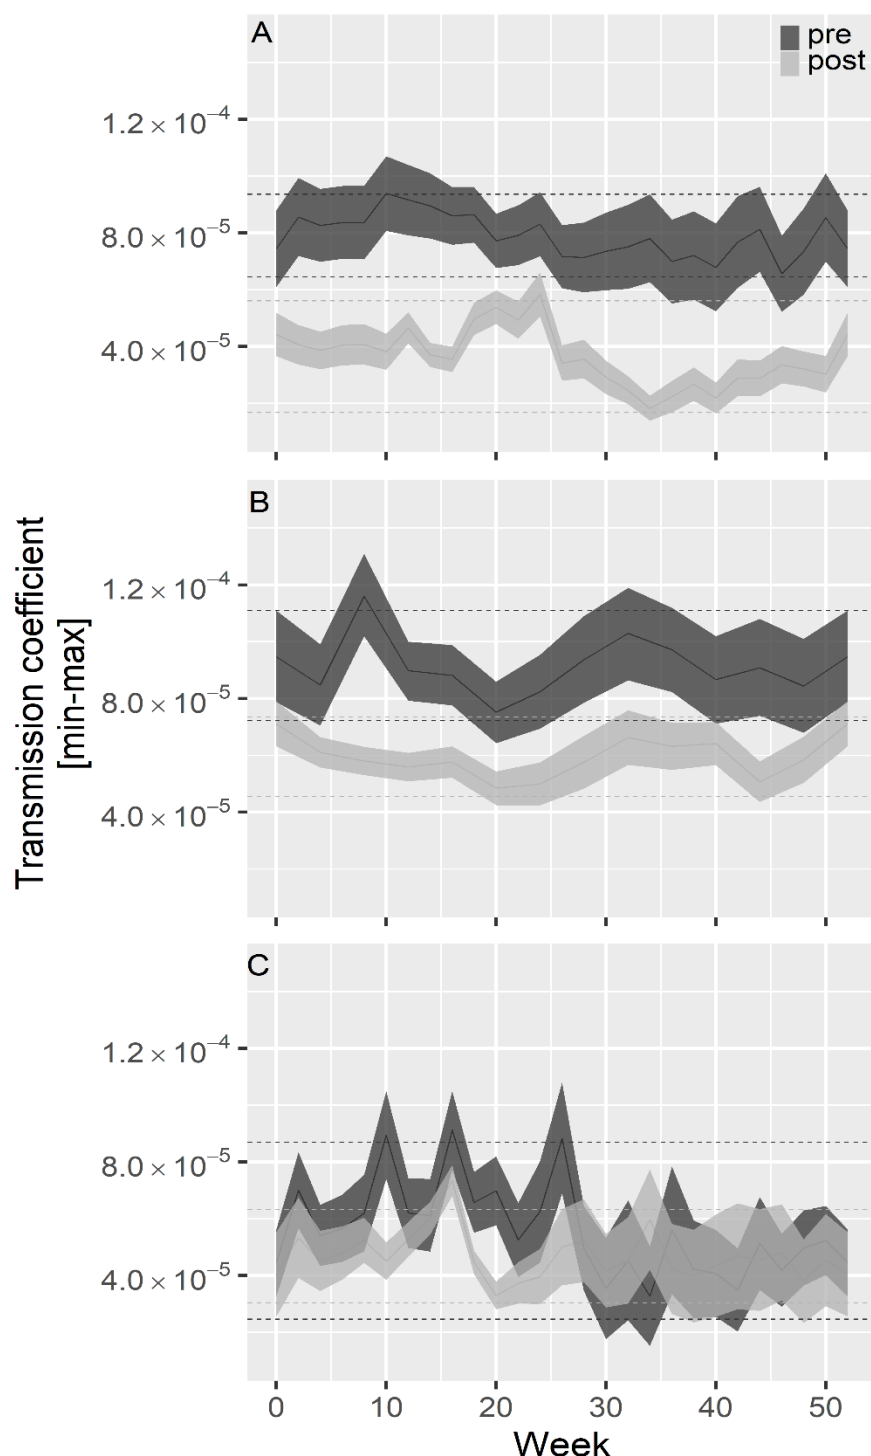 A
pre
post
1.2 × 10⁻⁴
8.0 × 10⁻⁵
4.0 × 10⁻⁵
B
1.2 × 10⁻⁴
8.0 × 10⁻⁵
4.0 × 10⁻⁵
Transmission coefficient
[min-max]
C
1.2 × 10⁻⁴
8.0 × 10⁻⁵
4.0 × 10⁻⁵
0 10 20 30 40 50
Week